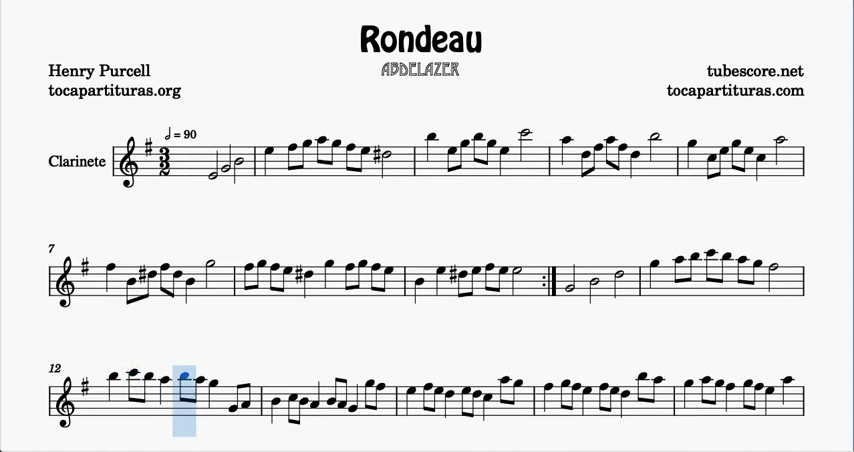 Rondeau
ABDELAZER
Henry Purcell
tocapartituras.org
tubescore.net
tocapartituras.com
= 90
Clarinete
3
2
7
12